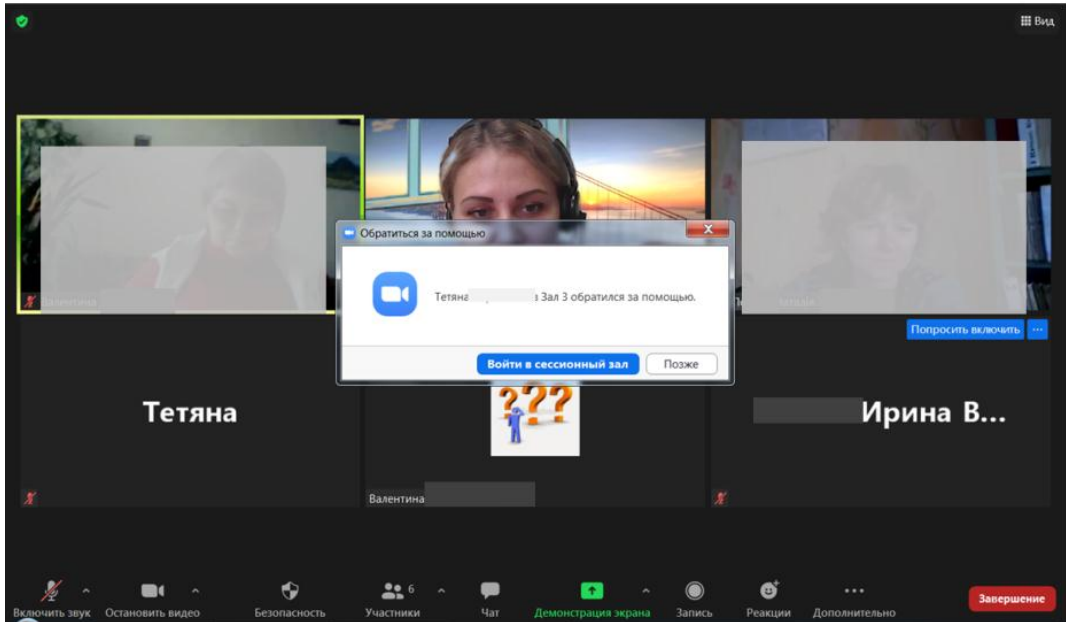 Вид
Обратиться за помощью
Тетяна в Зал 3 обратился за помощью.
Войти в сессионный зал
Позже
Валентина
Попросить включить
Тетяна
???
Ирина В...
Валентина
Включить звук
Остановить видео
Безопасность
6
Участники
Чат
Демонстрация экрана
Запись
Реакции
Дополнительно
Завершение